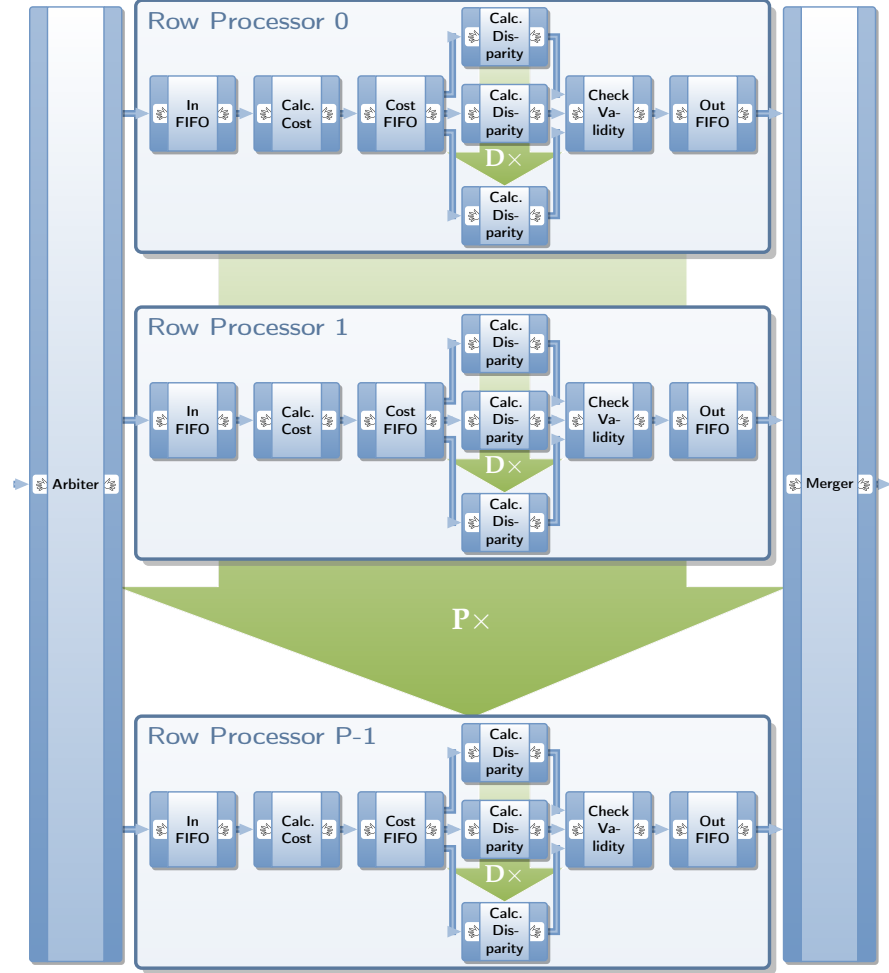 Row Processor 0
In
FIFO
Calc.
Cost
Cost
FIFO
Calc.
Dis-
parity
Calc.
Dis-
parity
D×
Calc.
Dis-
parity
Check
Va-
lidity
Out
FIFO
Row Processor 1
In
FIFO
Calc.
Cost
Cost
FIFO
Calc.
Dis-
parity
Calc.
Dis-
parity
D×
Calc.
Dis-
parity
Check
Va-
lidity
Out
FIFO
Arbiter
Merger
P×
Row Processor P-1
In
FIFO
Calc.
Cost
Cost
FIFO
Calc.
Dis-
parity
Calc.
Dis-
parity
D×
Calc.
Dis-
parity
Check
Va-
lidity
Out
FIFO